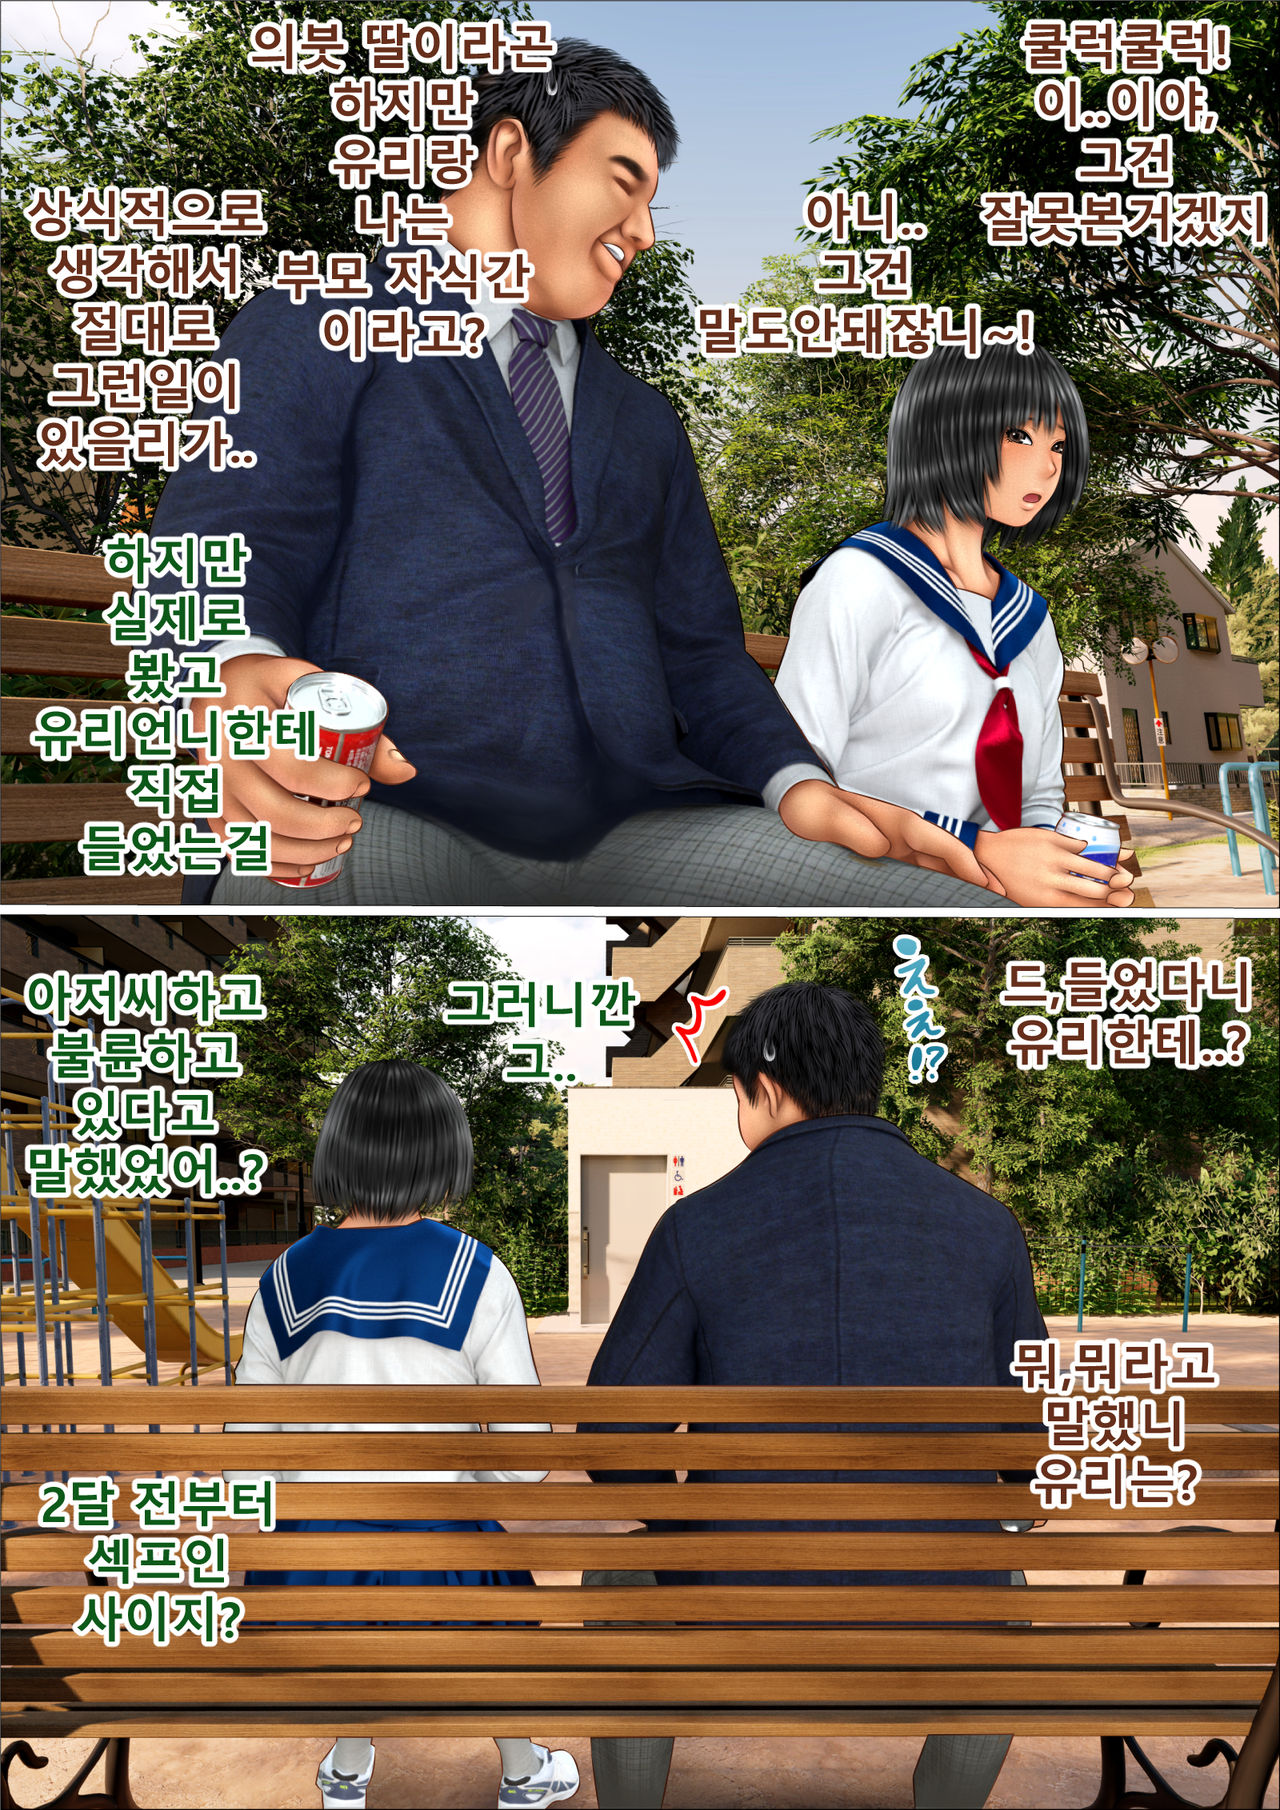 쿨럭쿨럭!
이..이야,
그건
잘못본거겠지
아니..
그건
말도안돼잖니~!
의붓 딸이라곤
하지만
유리랑
나는
부모 자식간
이라고?
상식적으로
생각해서
절대로
그런일이
있을리가..
하지만
실제로
봤고
유리언니한테
직접
들었는걸
드,들었다니
유리한테..?
ええ!?
그러니깐
그..
아저씨하고
불륜하고
있다고
말했었어..?
뭐,뭐라고
말했니
유리는?
2달 전부터
섹프인
사이지?